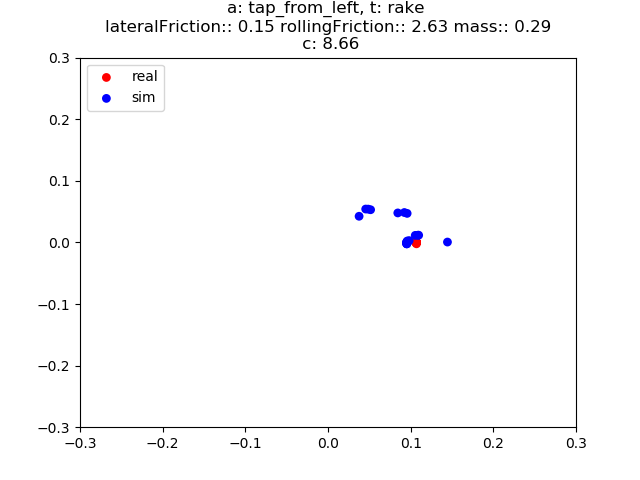 a: tap_from_left, t: rake
lateralFriction:: 0.15 rollingFriction:: 2.63 mass:: 0.29
c: 8.66
real
sim
0.3
0.2
0.1
0.0
−0.1
−0.2
−0.3
−0.3 −0.2 −0.1 0.0 0.1 0.2 0.3